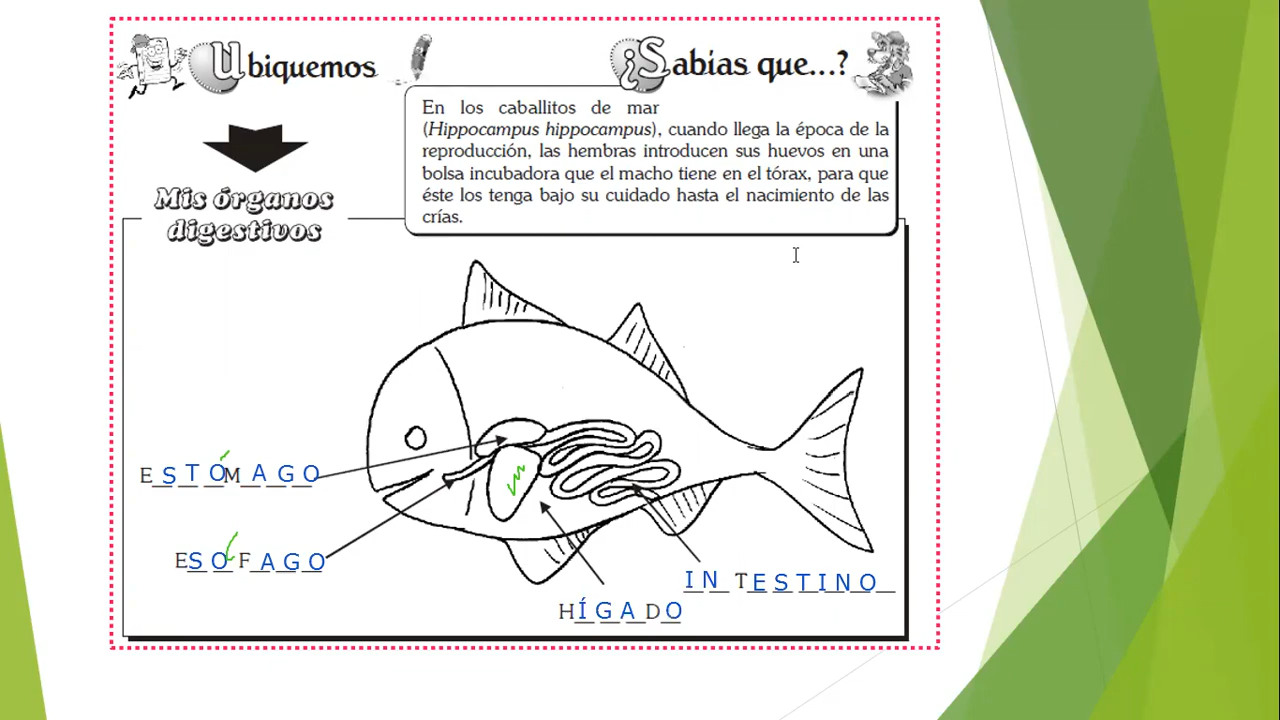 Ubiquemos
¿Sabías que...?
En los caballitos de mar
(Hippocampus hippocampus), cuando llega la época de la
reproducción, las hembras introducen sus huevos en una
bolsa incubadora que el macho tiene en el tórax, para que
éste los tenga bajo su cuidado hasta el nacimiento de las
crías.
Mis órganos
digestivos
ESTÓMAGO
ESÓFAGO
HÍGADO
IN TESTINO